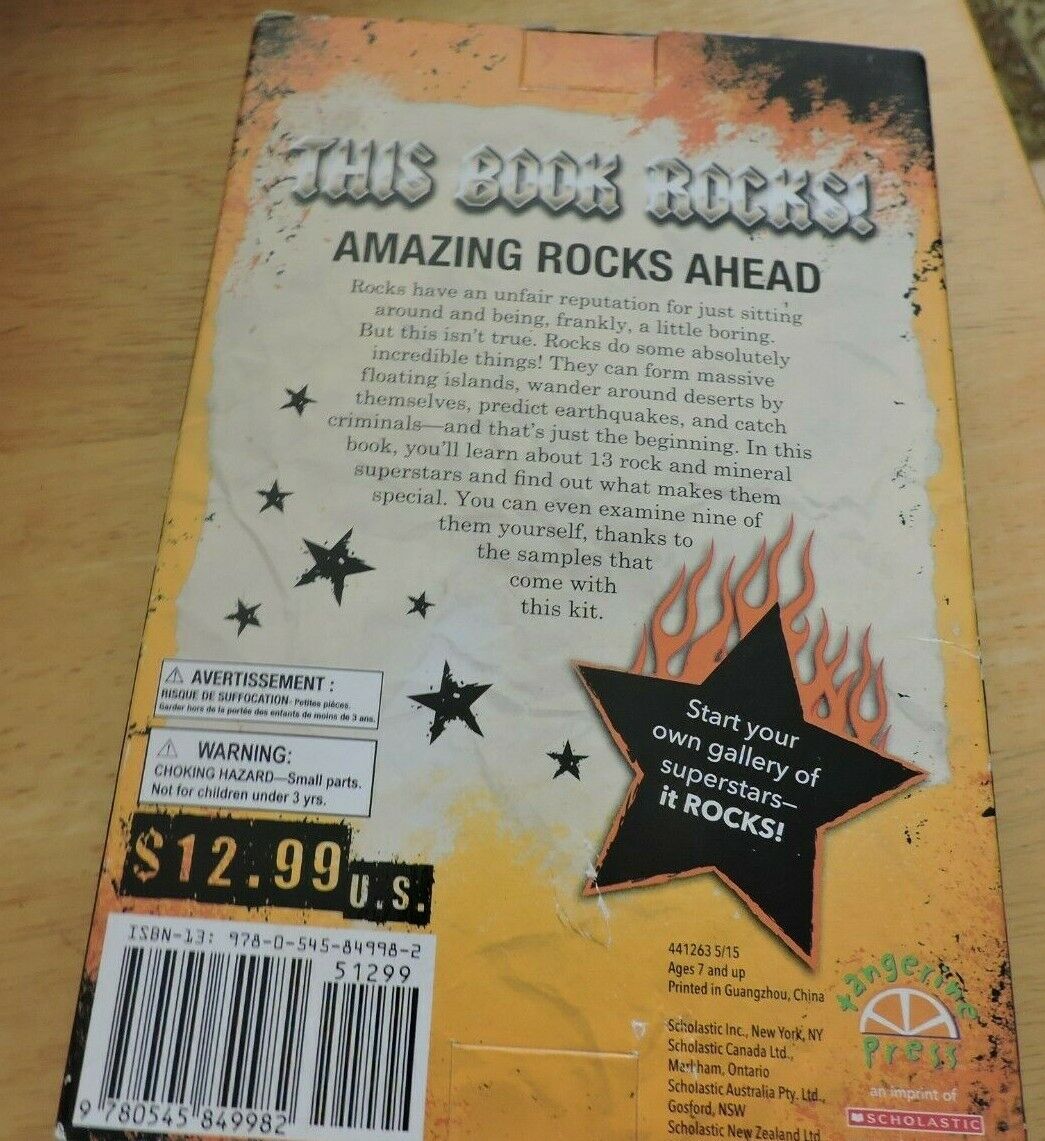 THIS BOOK ROCKS!
AMAZING ROCKS AHEAD
Rocks have an unfair reputation for just sitting
around and being, frankly, a little boring.
But this isn't true. Rocks do some absolutely
incredible things! They can form massive
floating islands, wander around deserts by
themselves, predict earthquakes, and catch
criminals—and that's just the beginning. In this
book, you'll learn about 13 rock and mineral
superstars and find out what makes them
special. You can even examine nine of
them yourself, thanks to
the samples that
come with
this kit.
⚠ AVERTISSEMENT :
RISQUE DE SUFFOCATION- Petites pièces.
Garder hors de la portée des enfants de moins de 3 ans.
⚠ WARNING:
CHOKING HAZARD—Small parts.
Not for children under 3 yrs.
Start your
own gallery of
superstars—
it ROCKS!
$12.99 U.S.
ISBN-13: 978-0-545-84998-2
51299
9 780545 849982
441263 5/15
Ages 7 and up
Printed in Guangzhou, China
Scholastic Inc., New York, NY
Scholastic Canada Ltd.,
Markham, Ontario
Scholastic Australia Pty. Ltd.,
Gosford, NSW
Scholastic New Zealand Ltd
tangerine
press
an imprint of
SCHOLASTIC